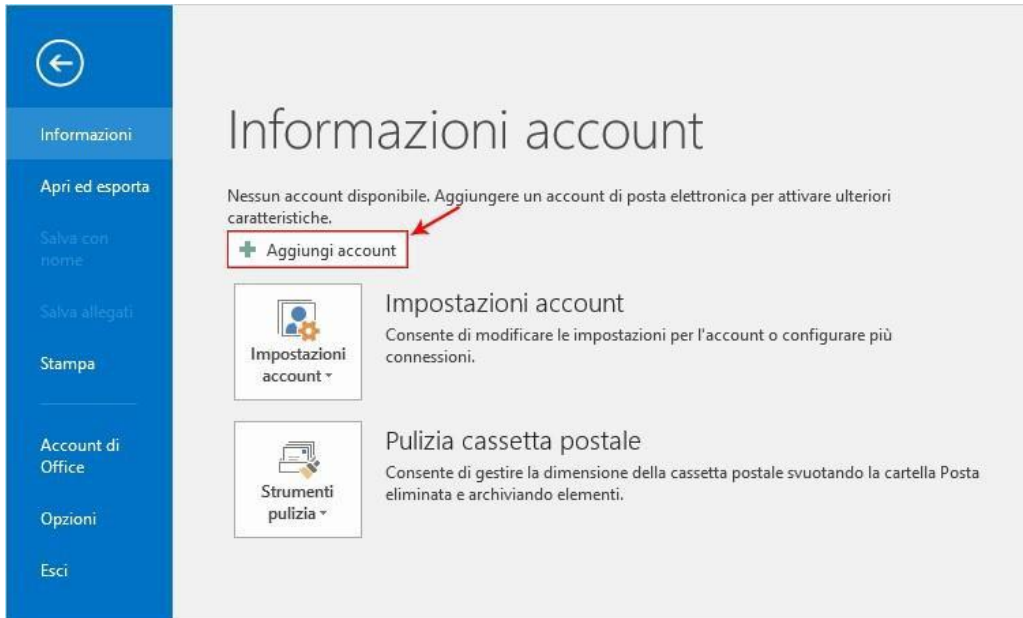 Informazioni
Apri ed esporta
Salva con
nome
Salva allegati
Stampa
Account di
Office
Opzioni
Esci
Informazioni account
Nessun account disponibile. Aggiungere un account di posta elettronica per attivare ulteriori
caratteristiche.
Aggiungi account
Impostazioni
account
Impostazioni account
Consente di modificare le impostazioni per l'account o configurare più
connessioni.
Strumenti
pulizia
Pulizia cassetta postale
Consente di gestire la dimensione della cassetta postale svuotando la cartella Posta
eliminata e archiviando elementi.